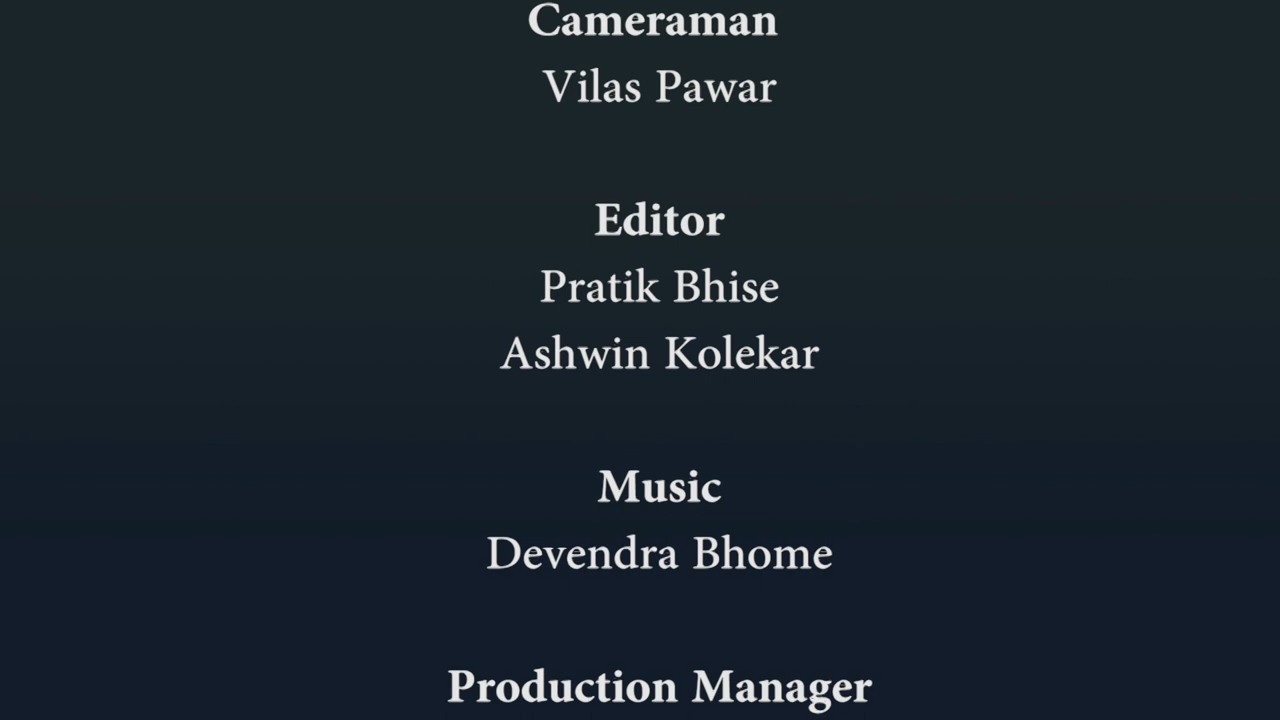 Cameraman
Vilas Pawar
Editor
Pratik Bhise
Ashwin Kolekar
Music
Devendra Bhome
Production Manager